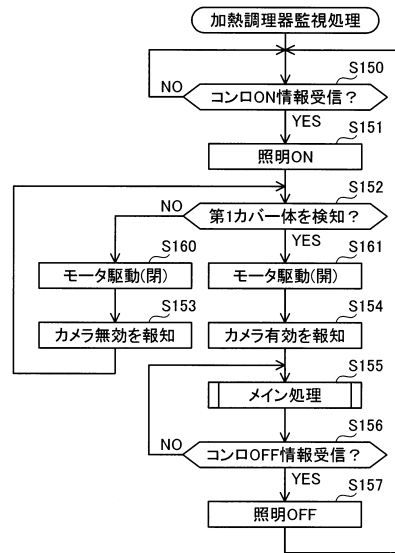 加熱調理器監視処理
S150
NO
コンロON情報受信？
YES
S151
照明ON
S152
NO
第1カバー体を検知？
YES
S160
S161
モータ駆動(閉)
モータ駆動(開)
S153
S154
カメラ無効を報知
カメラ有効を報知
S155
メイン処理
S156
NO
コンロOFF情報受信？
YES
S157
照明OFF